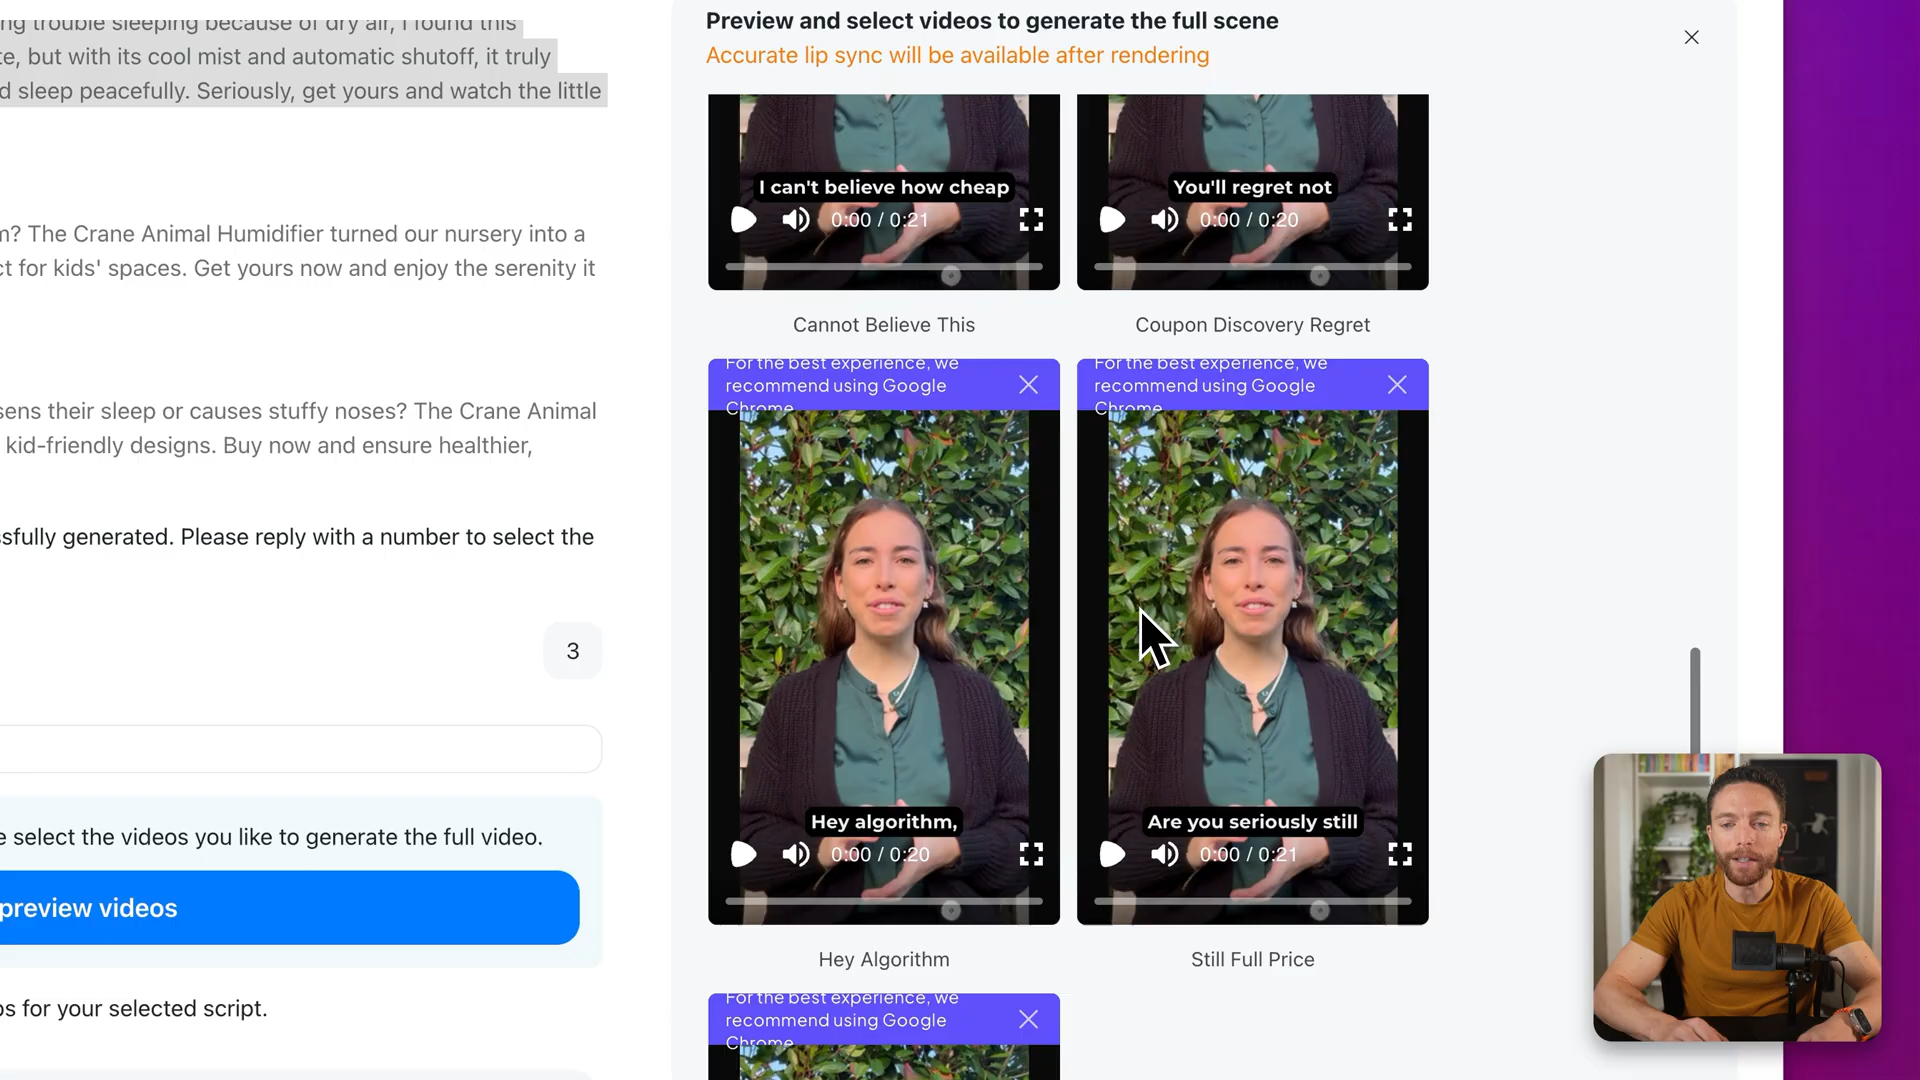 ng trouble sleeping because of dry air, I found this
te, but with its cool mist and automatic shutoff, it truly
d sleep peacefully. Seriously, get yours and watch the little
m? The Crane Animal Humidifier turned our nursery into a
ct for kids' spaces. Get yours now and enjoy the serenity it
sens their sleep or causes stuffy noses? The Crane Animal
kid-friendly designs. Buy now and ensure healthier,
ssfully generated. Please reply with a number to select the
3
e select the videos you like to generate the full video.
preview videos
os for your selected script.
Preview and select videos to generate the full scene
Accurate lip sync will be available after rendering
I can't believe how cheap
0:00 / 0:21
Cannot Believe This
You'll regret not
0:00 / 0:20
Coupon Discovery Regret
For the best experience, we
recommend using Google
Chrome
Hey algorithm,
0:00 / 0:20
Hey Algorithm
For the best experience, we
recommend using Google
Chrome
Are you seriously still
0:00 / 0:21
Still Full Price
For the best experience, we
recommend using Google
Chrome